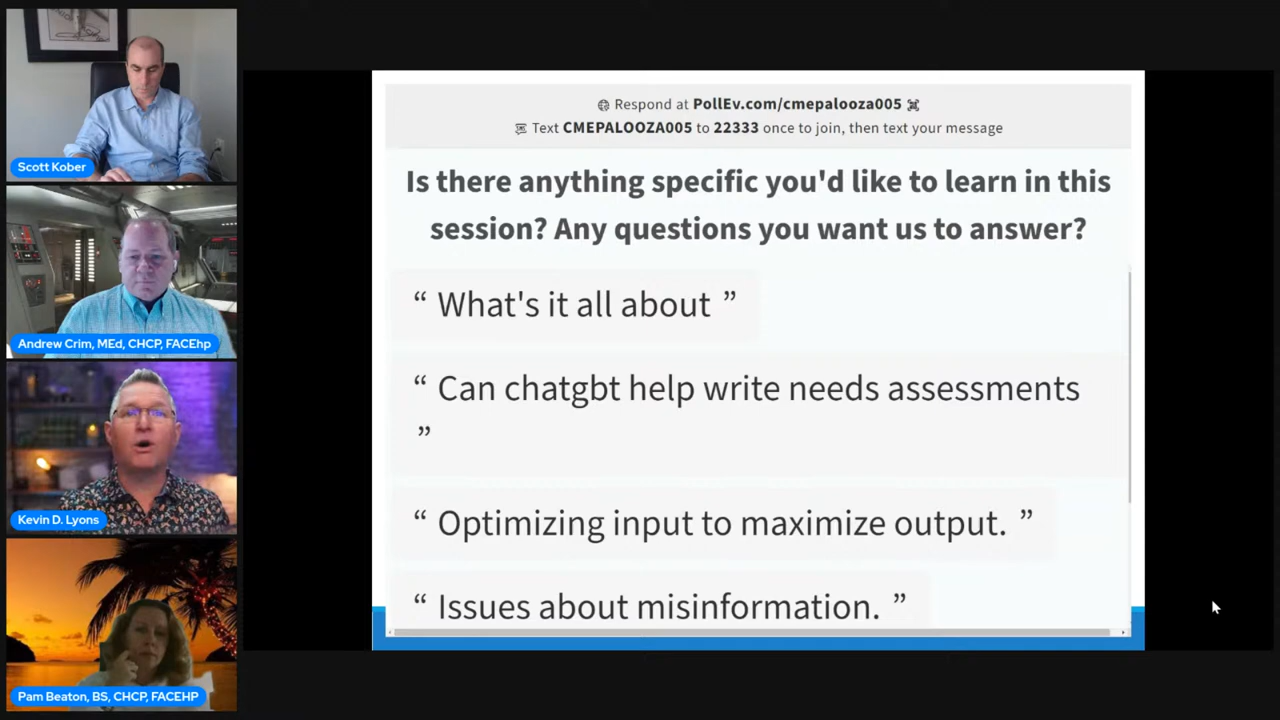 Scott Kober
Andrew Crim, MEd, CHCP, FACEhp
Kevin D. Lyons
Pam Beaton, BS, CHCP, FACEHP
Respond at PollEv.com/cmepalooza005
Text CMEPALOOZA005 to 22333 once to join, then text your message
Is there anything specific you'd like to learn in this
session? Any questions you want us to answer?
“ What's it all about ”
“ Can chatgbt help write needs assessments
”
“ Optimizing input to maximize output. ”
“ Issues about misinformation. ”